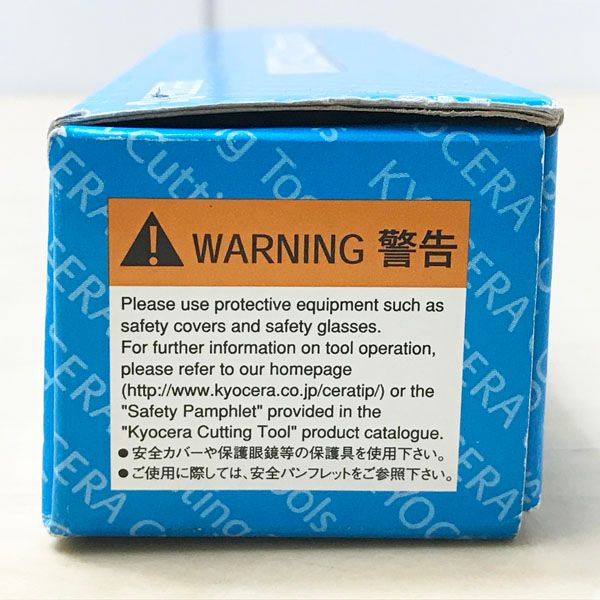 WARNING 警告
Please use protective equipment such as
safety covers and safety glasses.
For further information on tool operation,
please refer to our homepage
(http://www.kyocera.co.jp/ceratip/) or the
"Safety Pamphlet" provided in the
"Kyocera Cutting Tool" product catalogue.
●安全カバーや保護眼鏡等の保護具を使用下さい。
●ご使用に際しては、安全パンフレットをご参照下さい。
KYOCERA
KYOCERA